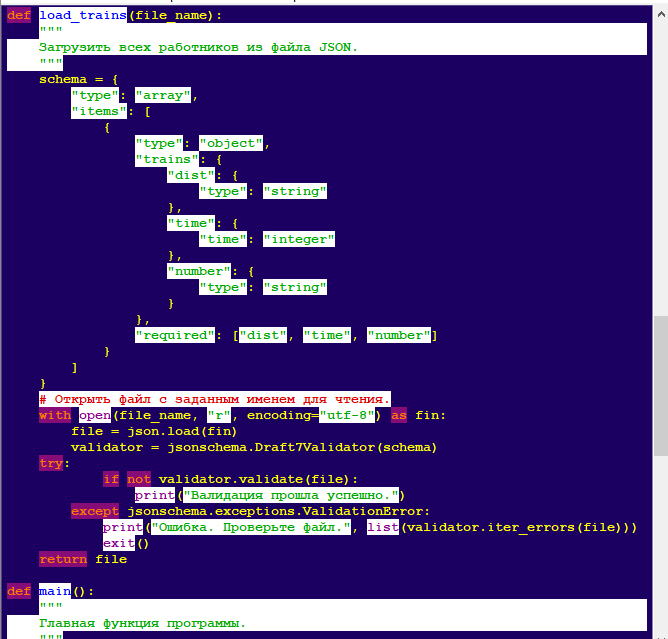 def load_trains(file_name):
    """
    Загрузить всех работников из файла JSON.
    """
    schema = {
        "type": "array",
        "items": [
            {
                "type": "object",
                "trains": {
                    "dist": {
                        "type": "string"
                    },
                    "time": {
                        "time": "integer"
                    },
                    "number": {
                        "type": "string"
                    }
                },
                "required": ["dist", "time", "number"]
            }
        ]
    }
    # Открыть файл с заданным именем для чтения.
    with open(file_name, "r", encoding="utf-8") as fin:
        file = json.load(fin)
        validator = jsonschema.Draft7Validator(schema)
    try:
            if not validator.validate(file):
                print("Валидация прошла успешно.")
        except jsonschema.exceptions.ValidationError:
            print("Ошибка. Проверьте файл.", list(validator.iter_errors(file)))
            exit()
    return file

def main():
    """
    Главная функция программы.
    """